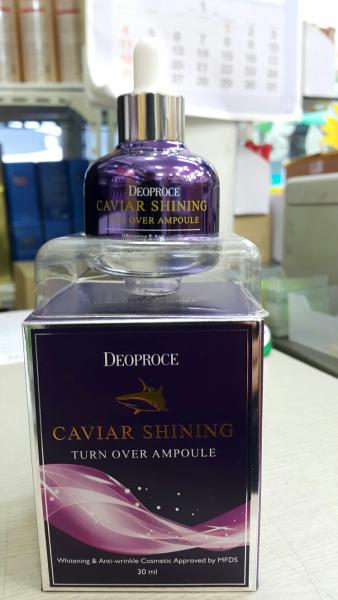 DEOPROCE
CAVIAR SHINING
TURN OVER AMPOULE
Whitening &
DEOPROCE
CAVIAR SHINING
TURN OVER AMPOULE
Whitening & Anti-wrinkle Cosmetic Approved by MFDS
30 ml